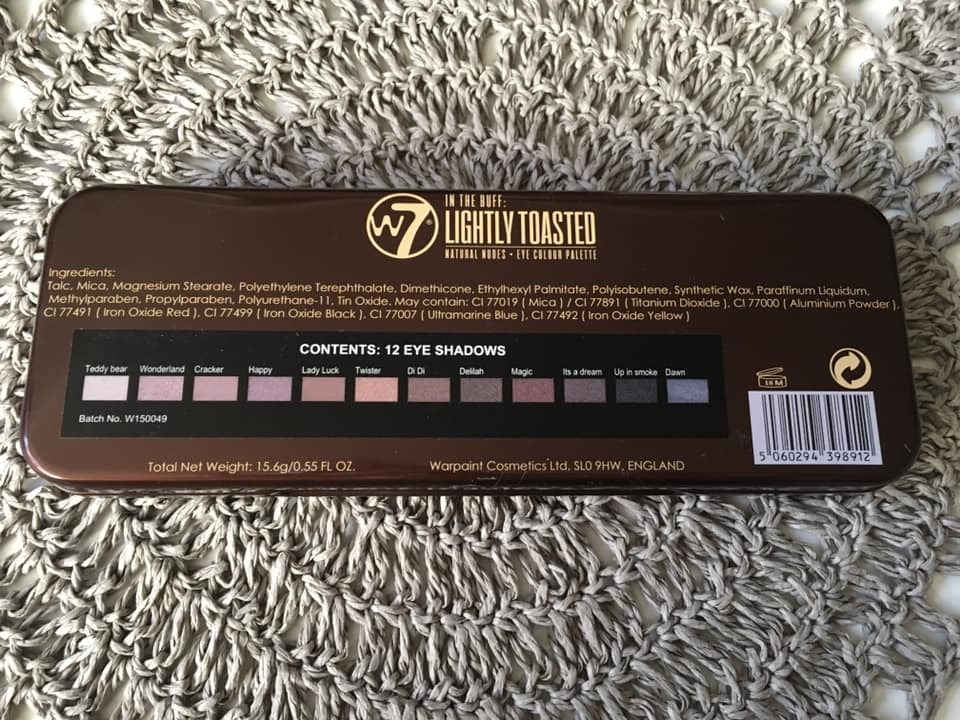 W7
IN THE BUFF:
LIGHTLY TOASTED
NATURAL NUDES • EYE COLOUR PALETTE
Ingredients:
Talc, Mica, Magnesium Stearate, Polyethylene Terephthalate, Dimethicone, Ethylhexyl Palmitate, Polyisobutene, Synthetic Wax, Paraffinum Liquidum,
Methylparaben, Propylparaben, Polyurethane-11, Tin Oxide. May contain: CI 77019 ( Mica ) / CI 77891 ( Titanium Dioxide ), CI 77000 ( Aluminium Powder ),
CI 77491 ( Iron Oxide Red ), CI 77499 ( Iron Oxide Black ), CI 77007 ( Ultramarine Blue ), CI 77492 ( Iron Oxide Yellow )
CONTENTS: 12 EYE SHADOWS
Teddy bear Wonderland Cracker Happy Lady Luck Twister Di Di Delilah Magic Its a dream Up in smoke Dawn
Batch No. W150049
18 M
5 060294 398912
Total Net Weight: 15.6g/0.55 FL OZ. Warpaint Cosmetics Ltd, SL0 9HW, ENGLAND